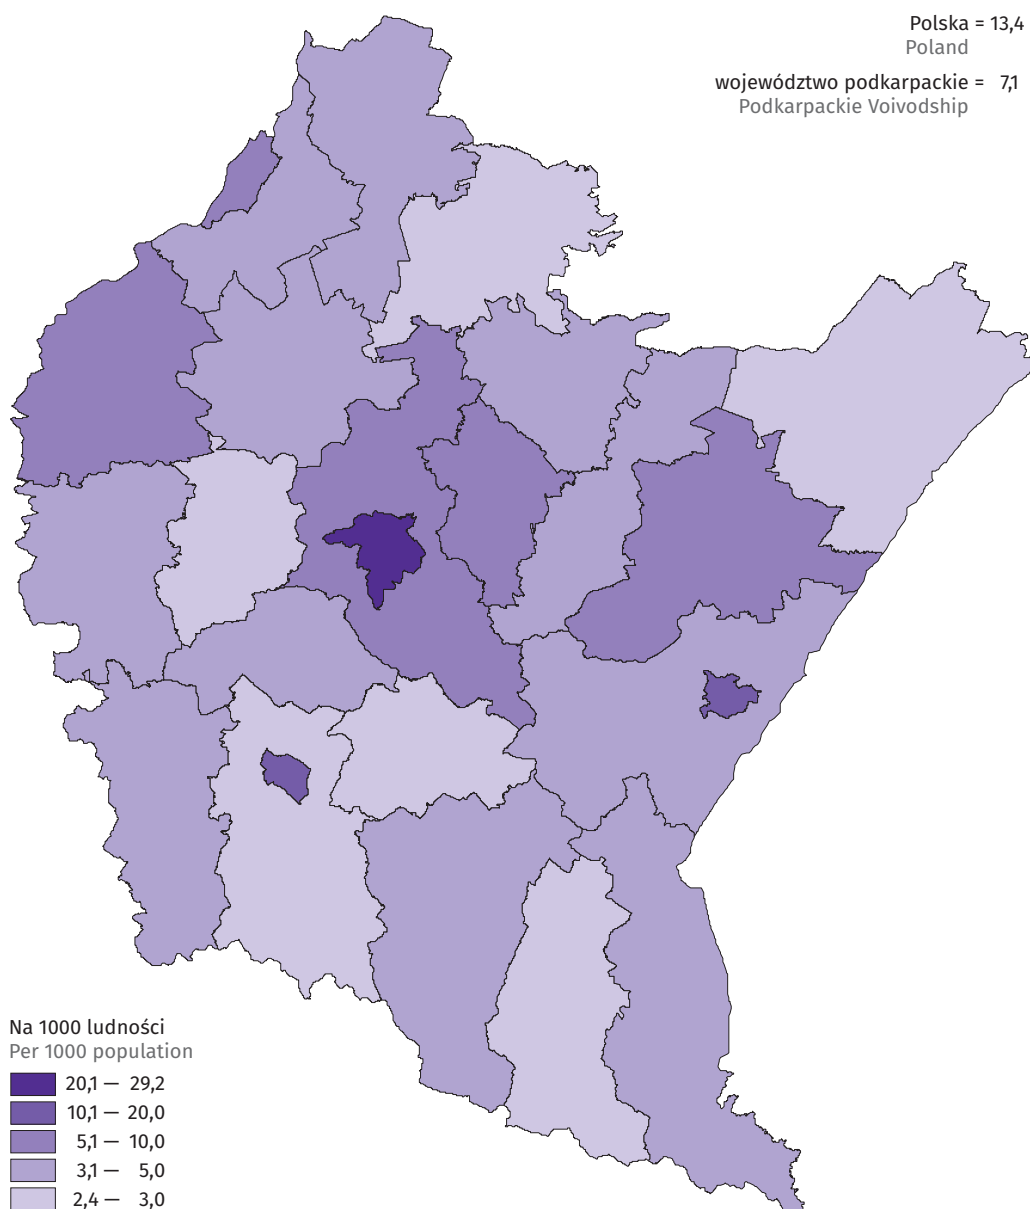 Polska = 13,4
Poland
województwo podkarpackie = 7,1
Podkarpackie Voivodship
Na 1000 ludności
Per 1000 population
20,1 — 29,2
10,1 — 20,0
5,1 — 10,0
3,1 — 5,0
2,4 — 3,0